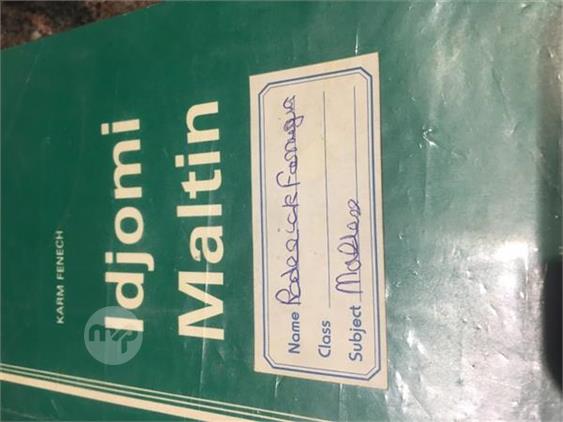 KARM FENECH
Idjomi
Maltin
Name Roderick Farrugia
Class
Subject Maltese